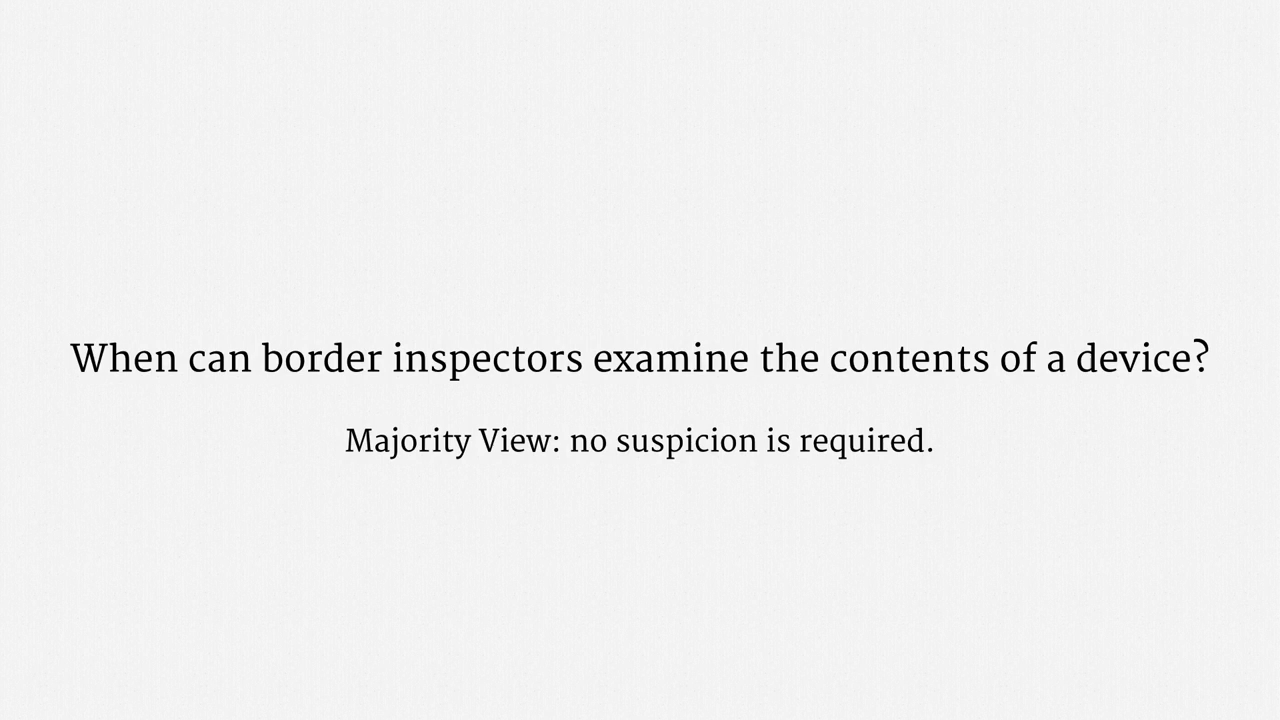 When can border inspectors examine the contents of a device?
Majority View: no suspicion is required.